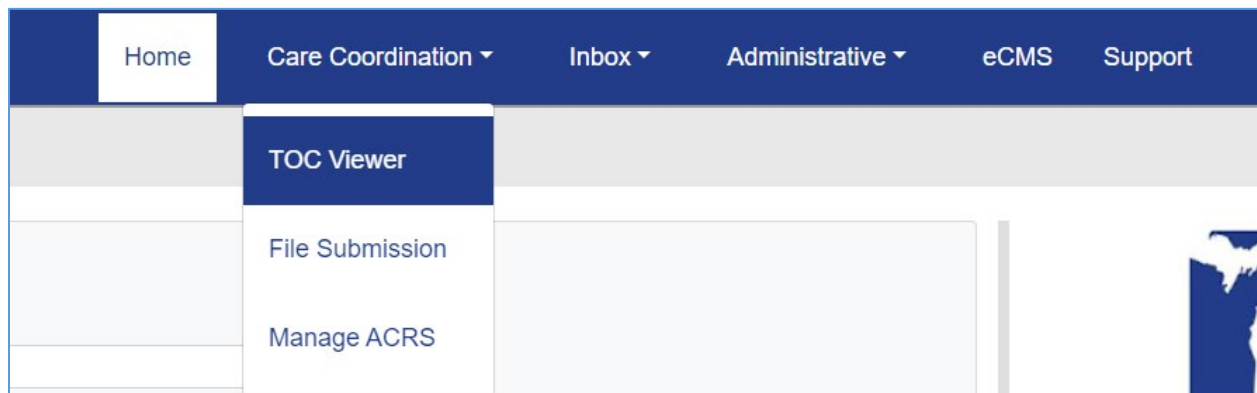 Home Care Coordination Inbox Administrative eCMS Support
TOC Viewer
File Submission
Manage ACRS